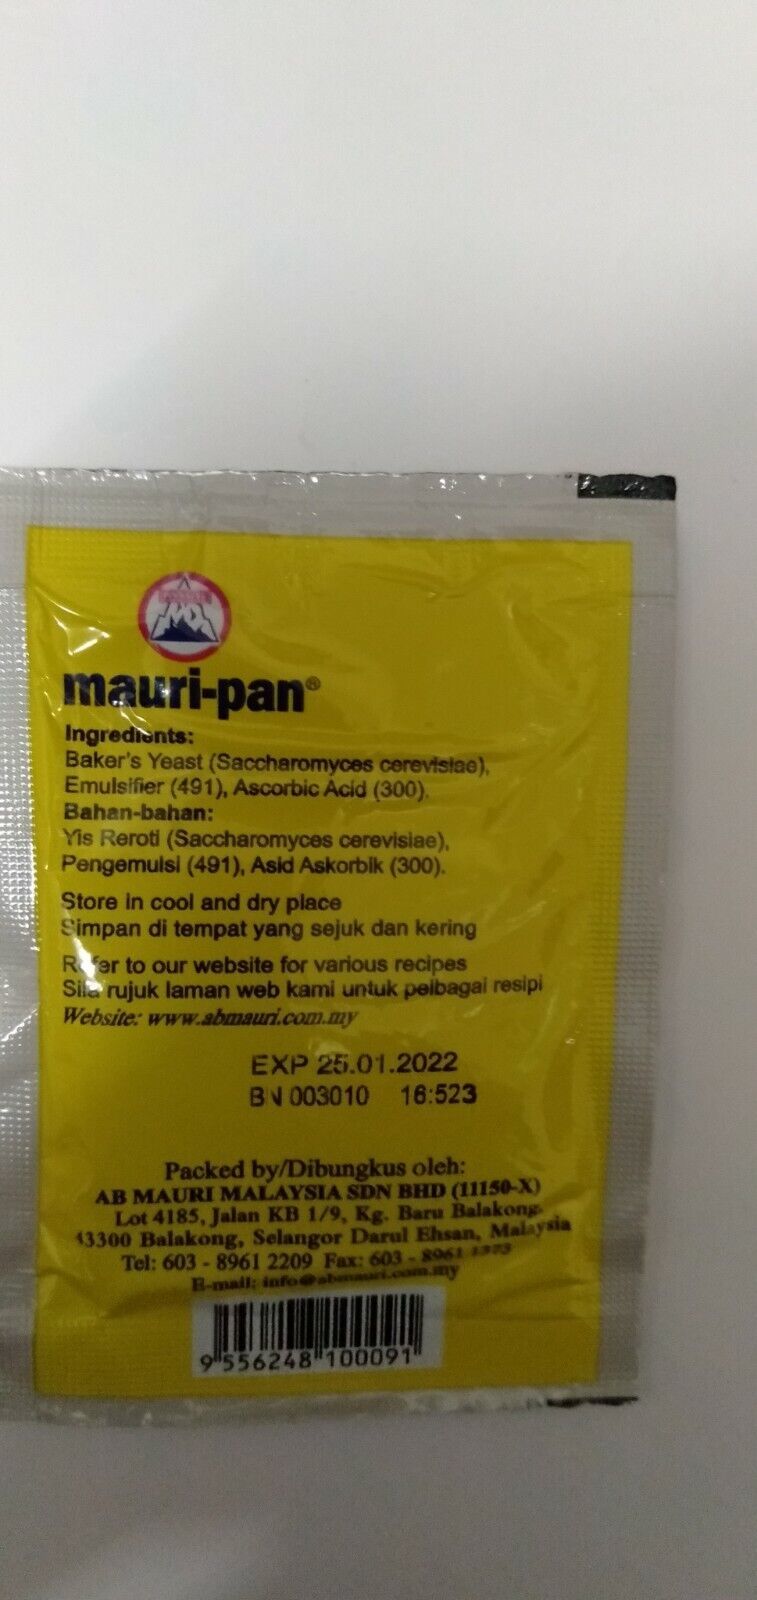 mauri-pan®
Ingredients:
Baker's Yeast (Saccharomyces cerevisiae),
Emulsifier (491), Ascorbic Acid (300).
Bahan-bahan:
Yis Reroti (Saccharomyces cerevisiae),
Pengemulsi (491), Asid Askorbik (300).
Store in cool and dry place
Simpan di tempat yang sejuk dan kering
Refer to our website for various recipes
Sila rujuk laman web kami untuk pelbagai resipi
Website: www.abmauri.com.my
EXP 25.01.2022
BN 003010 16:523
Packed by/Dibungkus oleh:
AB MAURI MALAYSIA SDN BHD (11150-X)
Lot 4185, Jalan KB 1/9, Kg. Baru Balakong.
43300 Balakong, Selangor Darul Ehsan, Malaysia
Tel: 603 - 8961 2209 Fax: 603 - 8961
E-mail: info@abmauri.com.my
9 556248 100091